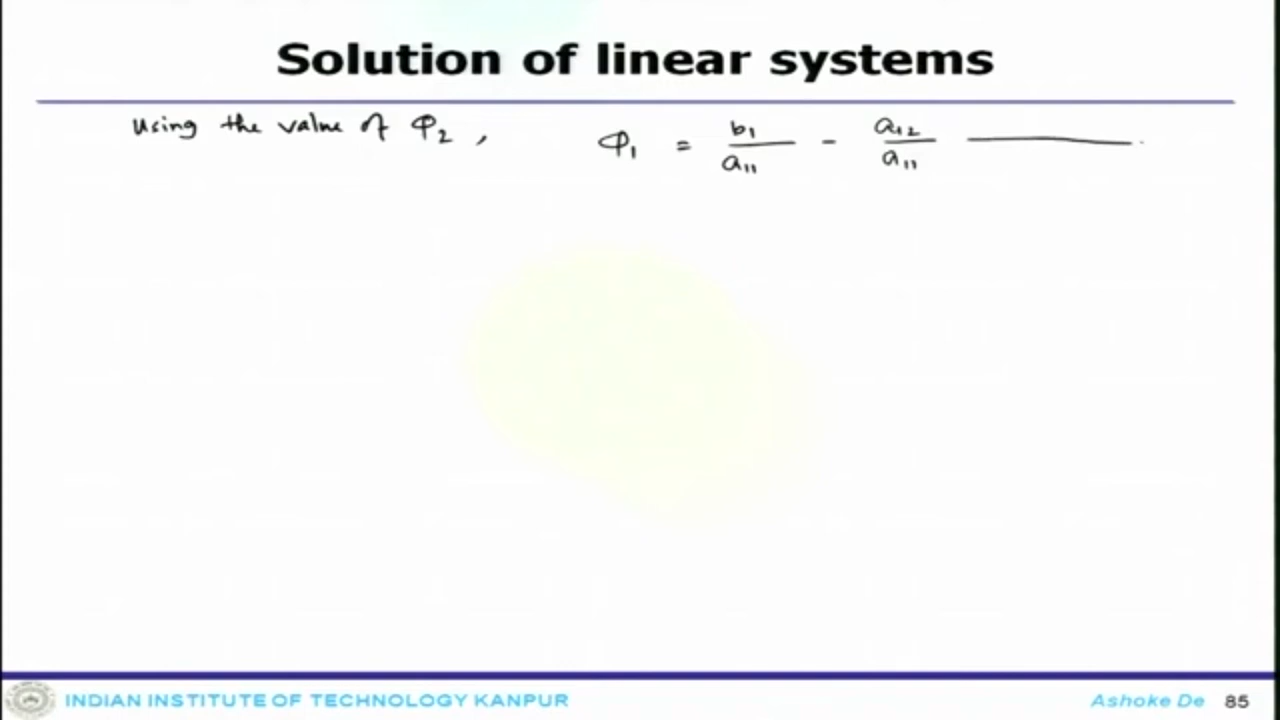 Solution of linear systems
Using the value of Φ₂ , Φ₁ = b₁/a₁₁ - a₁₂/a₁₁
INDIAN INSTITUTE OF TECHNOLOGY KANPUR
Ashoke De 85